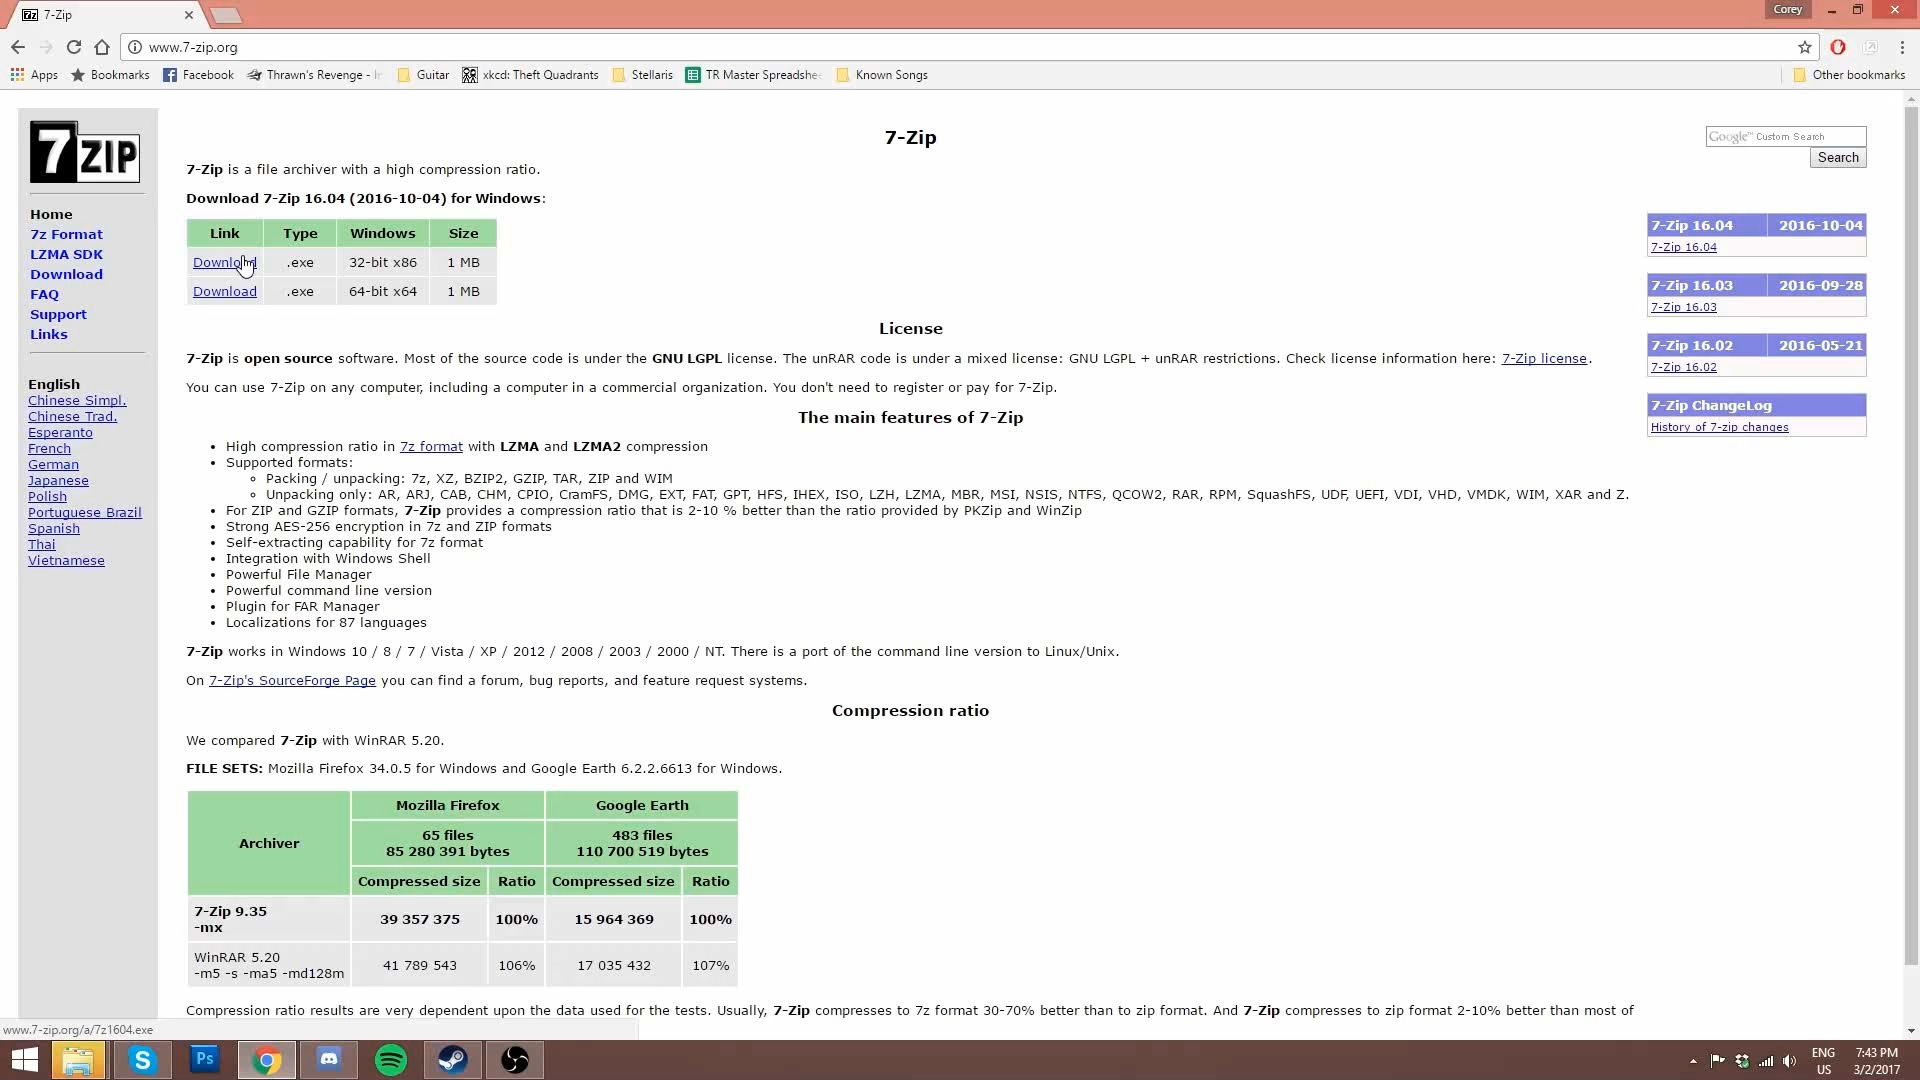 7-Zip
Corey
www.7-zip.org
Apps Bookmarks Facebook Thrawn's Revenge - Guitar xkcd: Theft Quadrants Stellaris TR Master Spreadshe Known Songs Other bookmarks
7 ZIP
Home
7z Format
LZMA SDK
Download
FAQ
Support
Links
English
Chinese Simpl.
Chinese Trad.
Esperanto
French
German
Japanese
Polish
Portuguese Brazil
Spanish
Thai
Vietnamese
7-Zip
7-Zip is a file archiver with a high compression ratio.
Download 7-Zip 16.04 (2016-10-04) for Windows:
Link Type Windows Size
Download .exe 32-bit x86 1 MB
Download .exe 64-bit x64 1 MB
License
7-Zip is open source software. Most of the source code is under the GNU LGPL license. The unRAR code is under a mixed license: GNU LGPL + unRAR restrictions. Check license information here: 7-Zip license.
You can use 7-Zip on any computer, including a computer in a commercial organization. You don't need to register or pay for 7-Zip.
The main features of 7-Zip
High compression ratio in 7z format with LZMA and LZMA2 compression
Supported formats:
Packing / unpacking: 7z, XZ, BZIP2, GZIP, TAR, ZIP and WIM
Unpacking only: AR, ARJ, CAB, CHM, CPIO, CramFS, DMG, EXT, FAT, GPT, HFS, IHEX, ISO, LZH, LZMA, MBR, MSI, NSIS, NTFS, QCOW2, RAR, RPM, SquashFS, UDF, UEFI, VDI, VHD, VMDK, WIM, XAR and Z.
For ZIP and GZIP formats, 7-Zip provides a compression ratio that is 2-10 % better than the ratio provided by PKZip and WinZip
Strong AES-256 encryption in 7z and ZIP formats
Self-extracting capability for 7z format
Integration with Windows Shell
Powerful File Manager
Powerful command line version
Plugin for FAR Manager
Localizations for 87 languages
7-Zip works in Windows 10 / 8 / 7 / Vista / XP / 2012 / 2008 / 2003 / 2000 / NT. There is a port of the command line version to Linux/Unix.
On 7-Zip's SourceForge Page you can find a forum, bug reports, and feature request systems.
Compression ratio
We compared 7-Zip with WinRAR 5.20.
FILE SETS: Mozilla Firefox 34.0.5 for Windows and Google Earth 6.2.2.6613 for Windows.
Archiver
Mozilla Firefox Google Earth
65 files 483 files
85 280 391 bytes 110 700 519 bytes
Compressed size Ratio Compressed size Ratio
7-Zip 9.35
-mx
39 357 375 100% 15 964 369 100%
WinRAR 5.20
-m5 -s -ma5 -md128m
41 789 543 106% 17 035 432 107%
Compression ratio results are very dependent upon the data used for the tests. Usually, 7-Zip compresses to 7z format 30-70% better than to zip format. And 7-Zip compresses to zip format 2-10% better than most of
Google™ Custom Search
Search
7-Zip 16.04 2016-10-04
7-Zip 16.04
7-Zip 16.03 2016-09-28
7-Zip 16.03
7-Zip 16.02 2016-05-21
7-Zip 16.02
7-Zip ChangeLog
History of 7-zip changes
www.7-zip.org/a/7z1604.exe
Ps
ENG
US
7:43 PM
3/2/2017